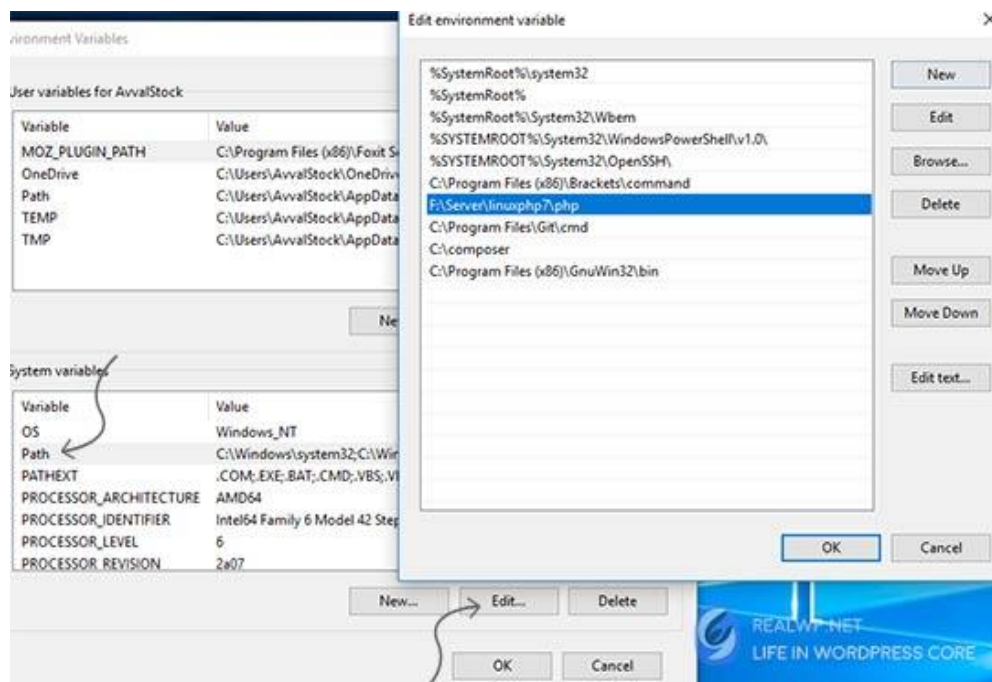 Edit environment variable
vironment Variables
User variables for AvvalStock
Variable Value
MOZ_PLUGIN_PATH C:\Program Files (x86)\Foxit S
OneDrive C:\Users\AvvalStock\OneDriv
Path C:\Users\AvvalStock\AppData
TEMP C:\Users\AvvalStock\AppData
TMP C:\Users\AvvalStock\AppData
Ne
System variables
Variable Value
OS Windows_NT
Path C:\Windows\system32;C:\Win
PATHEXT .COM;.EXE;.BAT;.CMD;.VBS;.V
PROCESSOR_ARCHITECTURE AMD64
PROCESSOR_IDENTIFIER Intel64 Family 6 Model 42 Step
PROCESSOR_LEVEL 6
PROCESSOR_REVISION 2a07
New... Edit... Delete
OK Cancel
%SystemRoot%\system32
%SystemRoot%
%SystemRoot%\System32\Wbem
%SYSTEMROOT%\System32\WindowsPowerShell\v1.0\
%SYSTEMROOT%\System32\OpenSSH\
C:\Program Files (x86)\Brackets\command
F:\Server\linuxphp7\php
C:\Program Files\Git\cmd
C:\composer
C:\Program Files (x86)\GnuWin32\bin
New
Edit
Browse...
Delete
Move Up
Move Down
Edit text...
OK Cancel
REALWP.NET
LIFE IN WORDPRESS CORE